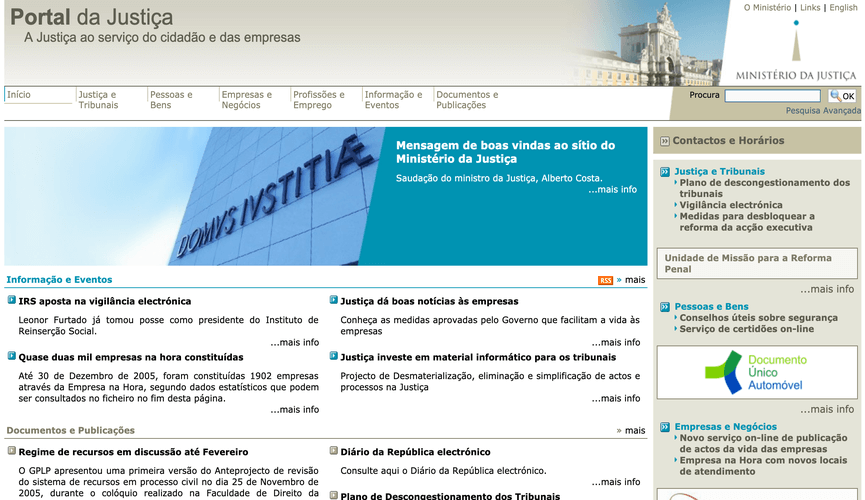 Portal da Justiça
A Justiça ao serviço do cidadão e das empresas
O Ministério | Links | English
MINISTÉRIO DA JUSTIÇA
Início
Justiça e
Tribunais
Pessoas e
Bens
Empresas e
Negócios
Profissões e
Emprego
Informação e
Eventos
Documentos e
Publicações
Procura
OK
Pesquisa Avançada
DOMVS IVSTITIÆ
Mensagem de boas vindas ao sítio do
Ministério da Justiça
Saudação do ministro da Justiça, Alberto Costa.
...mais info
Informação e Eventos
RSS » mais
IRS aposta na vigilância electrónica
Leonor Furtado já tomou posse como presidente do Instituto de
Reinserção Social.
...mais info
Quase duas mil empresas na hora constituídas
Até 30 de Dezembro de 2005, foram constituídas 1902 empresas
através da Empresa na Hora, segundo dados estatísticos que podem
ser consultados no ficheiro no fim desta página.
...mais info
Justiça dá boas notícias às empresas
Conheça as medidas aprovadas pelo Governo que facilitam a vida às
empresas
...mais info
Justiça investe em material informático para os tribunais
Projecto de Desmaterialização, eliminação e simplificação de actos e
processos na Justiça
...mais info
Documentos e Publicações
» mais
Regime de recursos em discussão até Fevereiro
O GPLP apresentou uma primeira versão do Anteprojecto de revisão
do sistema de recursos em processo civil no dia 25 de Novembro de
2005, durante o colóquio realizado na Faculdade de Direito da
Diário da República electrónico
Consulte aqui o Diário da República electrónico.
...mais info
Plano de Descongestionamento dos Tribunais
Contactos e Horários
Justiça e Tribunais
Plano de descongestionamento dos
tribunais
Vigilância electrónica
Medidas para desbloquear a
reforma da acção executiva
Unidade de Missão para a Reforma
Penal
...mais info
Pessoas e Bens
Conselhos úteis sobre segurança
Serviço de certidões on-line
Documento
Único
Automóvel
...mais info
Empresas e Negócios
Novo serviço on-line de publicação
de actos da vida das empresas
Empresa na Hora com novos locais
de atendimento